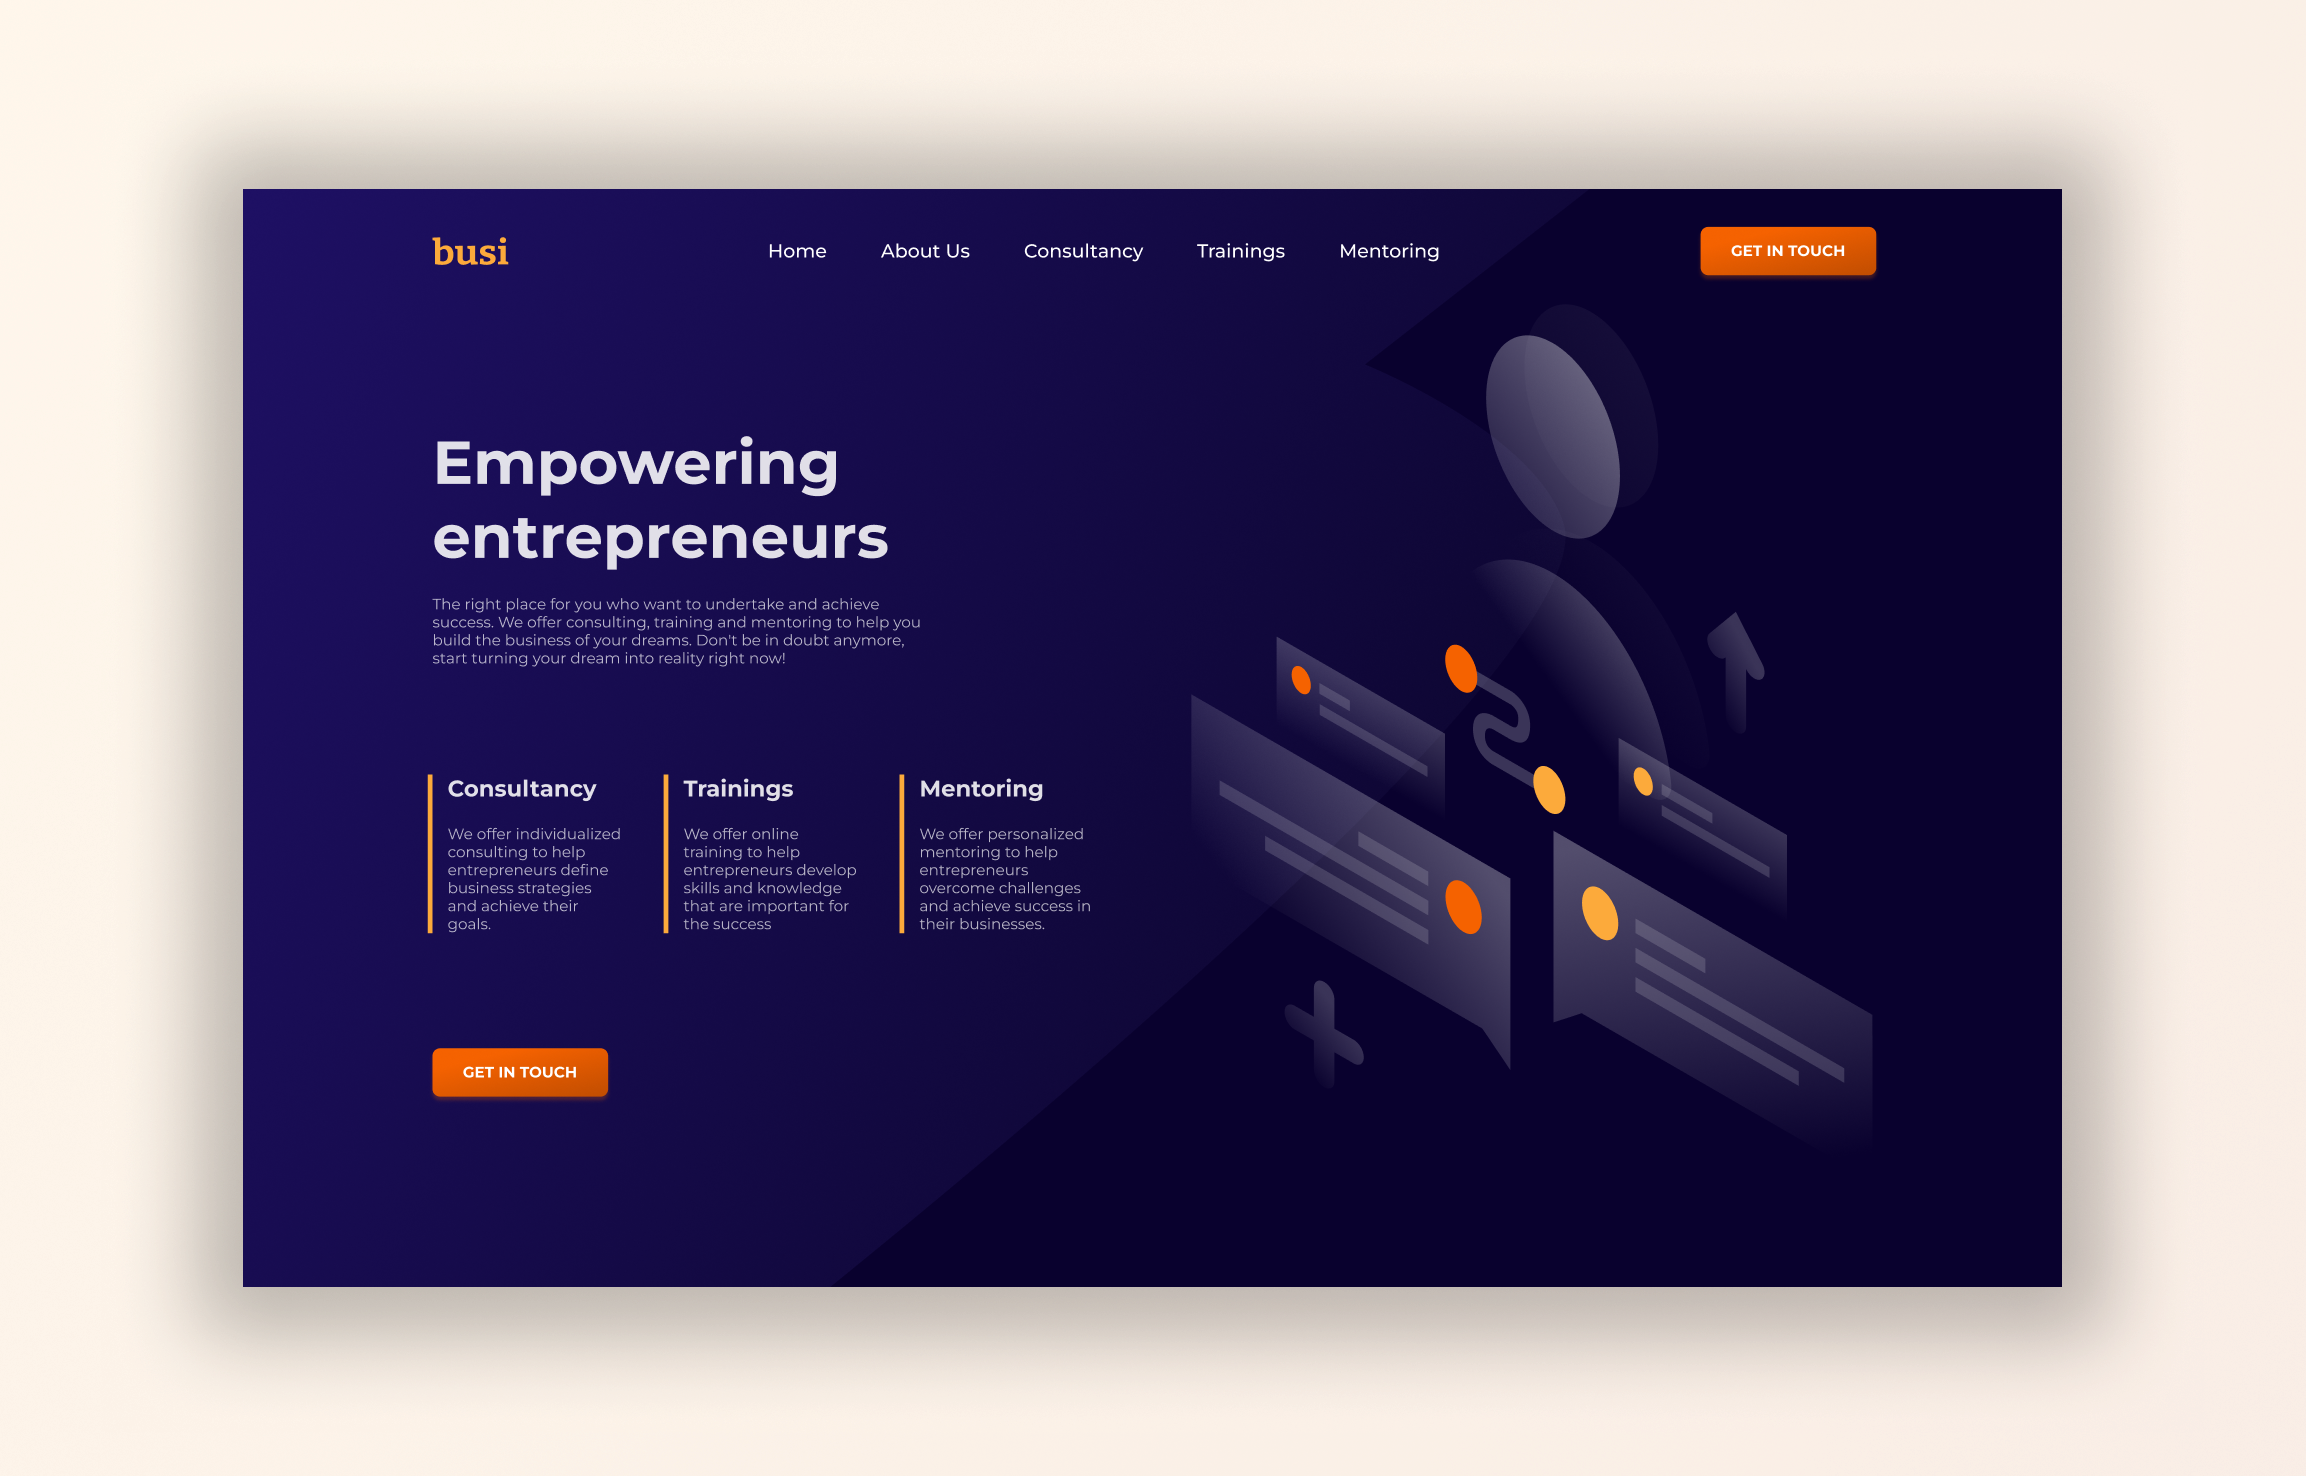 busi
Home
About Us
Consultancy
Trainings
Mentoring
GET IN TOUCH
Empowering
entrepreneurs
The right place for you who want to undertake and achieve
success. We offer consulting, training and mentoring to help you
build the business of your dreams. Don't be in doubt anymore,
start turning your dream into reality right now!
Consultancy
We offer individualized
consulting to help
entrepreneurs define
business strategies
and achieve their
goals.
Trainings
We offer online
training to help
entrepreneurs develop
skills and knowledge
that are important for
the success
Mentoring
We offer personalized
mentoring to help
entrepreneurs
overcome challenges
and achieve success in
their businesses.
GET IN TOUCH